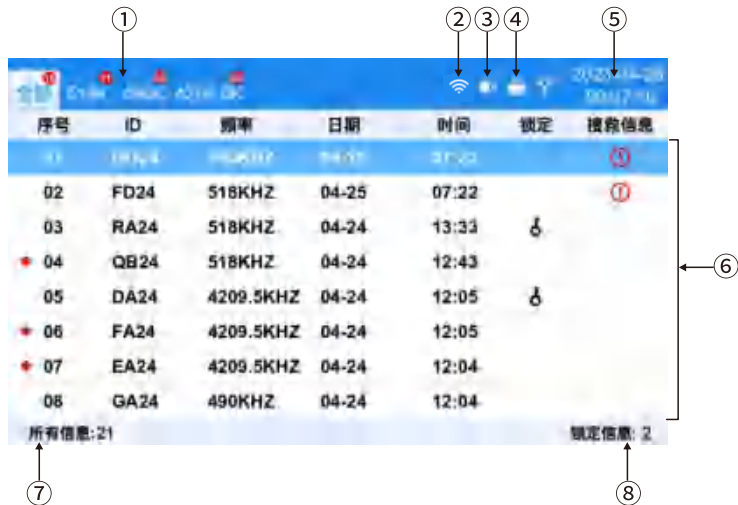 ① ② ③ ④ ⑤
全部
序号 ID 频率 日期 时间 锁定 搜救信息
02 FD24 518KHZ 04-25 07:22
03 RA24 518KHZ 04-24 13:33
04 QB24 518KHZ 04-24 12:43
05 DA24 4209.5KHZ 04-24 12:05
06 FA24 4209.5KHZ 04-24 12:05
07 EA24 4209.5KHZ 04-24 12:04
08 GA24 490KHZ 04-24 12:04
⑥
所有信息:21 锁定信息: 2
⑦ ⑧